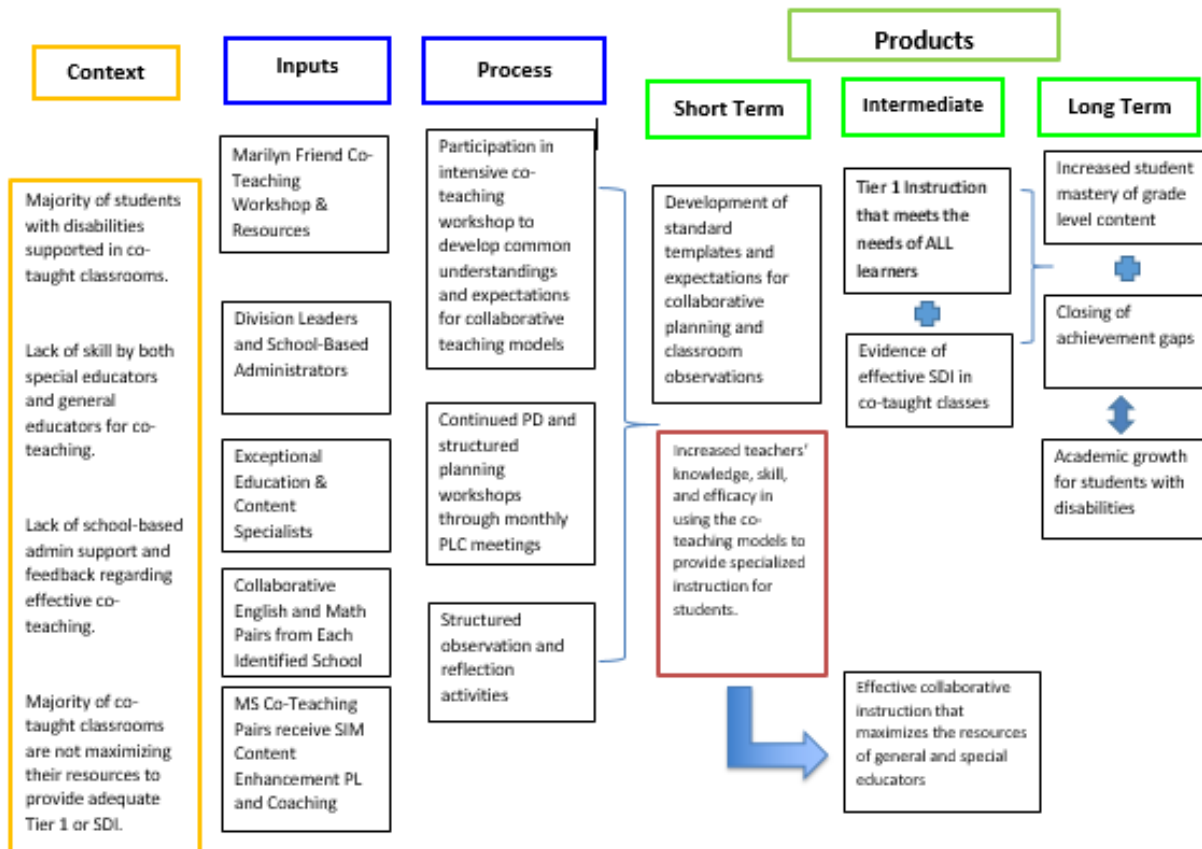 Products
Context
Inputs
Process
Short Term
Intermediate
Long Term
Majority of students
with disabilities
supported in co-
taught classrooms.
Lack of skill by both
special educators
and general
educators for co-
teaching.
Lack of school-based
admin support and
feedback regarding
effective co-
teaching.
Majority of co-
taught classrooms
are not maximizing
their resources to
provide adequate
Tier 1 or SDI.
Marilyn Friend Co-
Teaching
Workshop &
Resources
Division Leaders
and School-Based
Administrators
Exceptional
Education &
Content
Specialists
Collaborative
English and Math
Pairs from Each
Identified School
MS Co-Teaching
Pairs receive SIM
Content
Enhancement PL
and Coaching
Participation in
intensive co-
teaching
workshop to
develop common
understandings
and expectations
for collaborative
teaching models
Continued PD and
structured
planning
workshops
through monthly
PLC meetings
Structured
observation and
reflection
activities
Development of
standard
templates and
expectations for
collaborative
planning and
classroom
observations
Increased teachers'
knowledge, skill,
and efficacy in
using the co-
teaching models to
provide specialized
instruction for
students.
Tier 1 Instruction
that meets the
needs of ALL
learners
Evidence of
effective SDI in
co-taught classes
Effective collaborative
instruction that
maximizes the resources
of general and special
educators
Increased student
mastery of grade
level content
Closing of
achievement gaps
Academic growth
for students with
disabilities